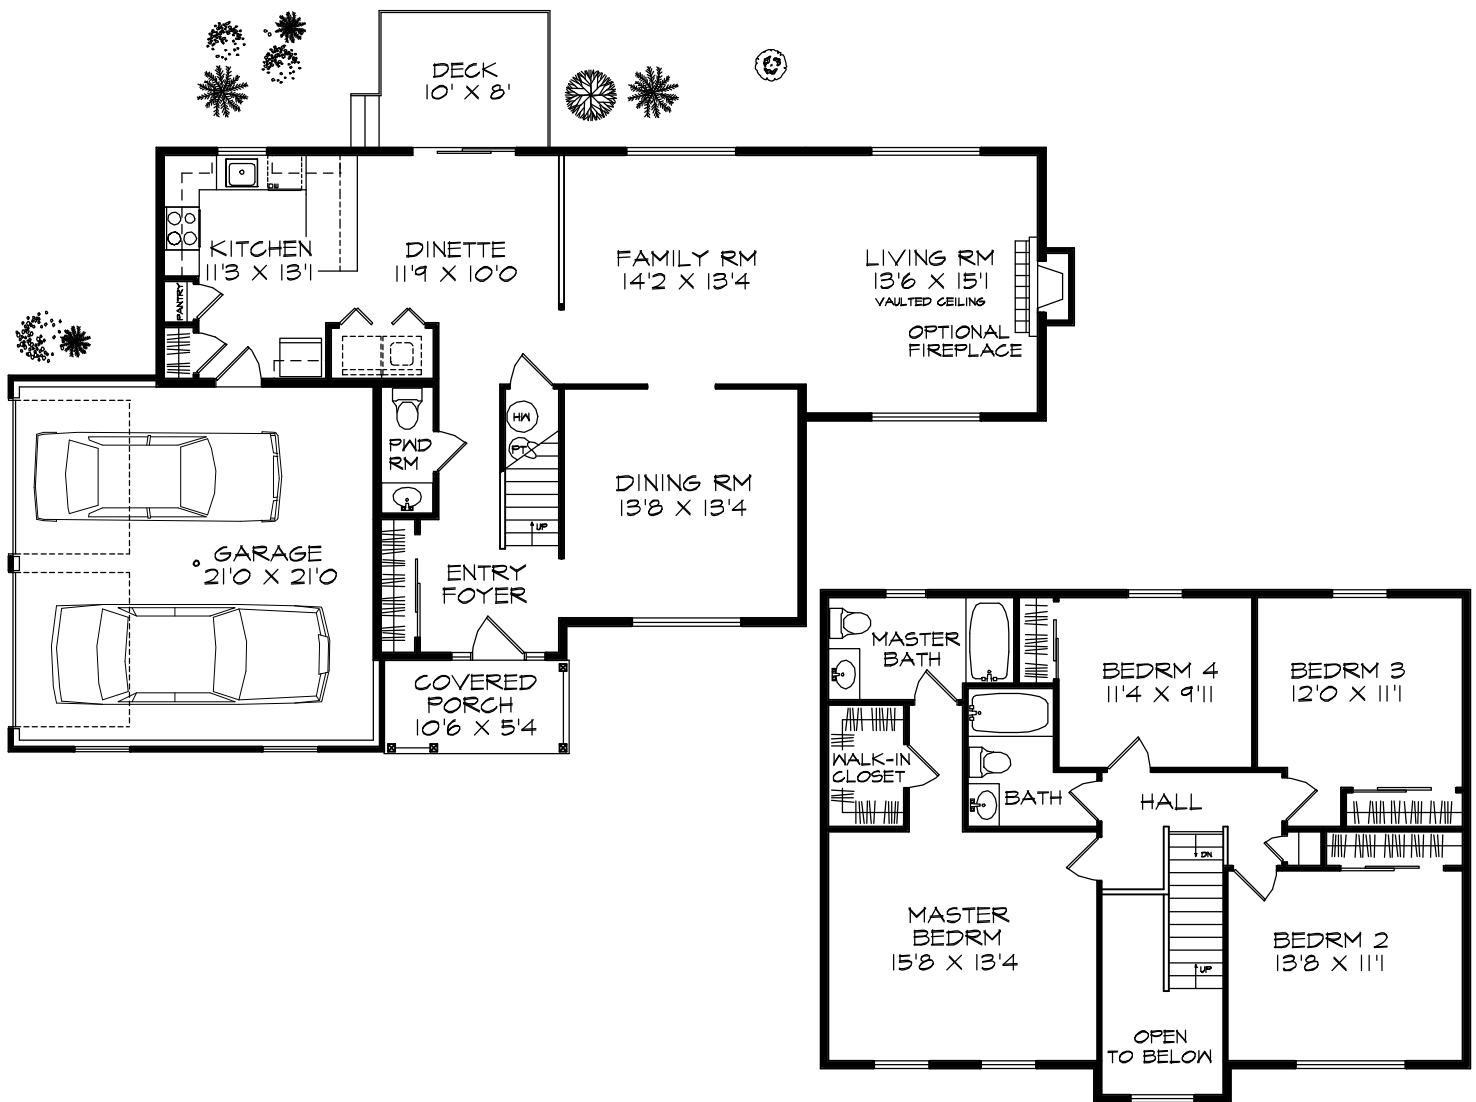 DECK
10' X 8'
KITCHEN
11'3 X 13'1
DINETTE
11'9 X 10'0
FAMILY RM
14'2 X 13'4
LIVING RM
13'6 X 15'1
VAULTED CEILING
OPTIONAL
FIREPLACE
PANTRY
DW
HW
PT
PWD
RM
UP
DINING RM
13'8 X 13'4
GARAGE
21'0 X 21'0
ENTRY
FOYER
COVERED
PORCH
10'6 X 5'4
MASTER
BATH
BEDRM 4
11'4 X 9'11
BEDRM 3
12'0 X 11'1
WALK-IN
CLOSET
BATH
HALL
DN
MASTER
BEDRM
15'8 X 13'4
BEDRM 2
13'8 X 11'1
UP
OPEN
TO BELOW